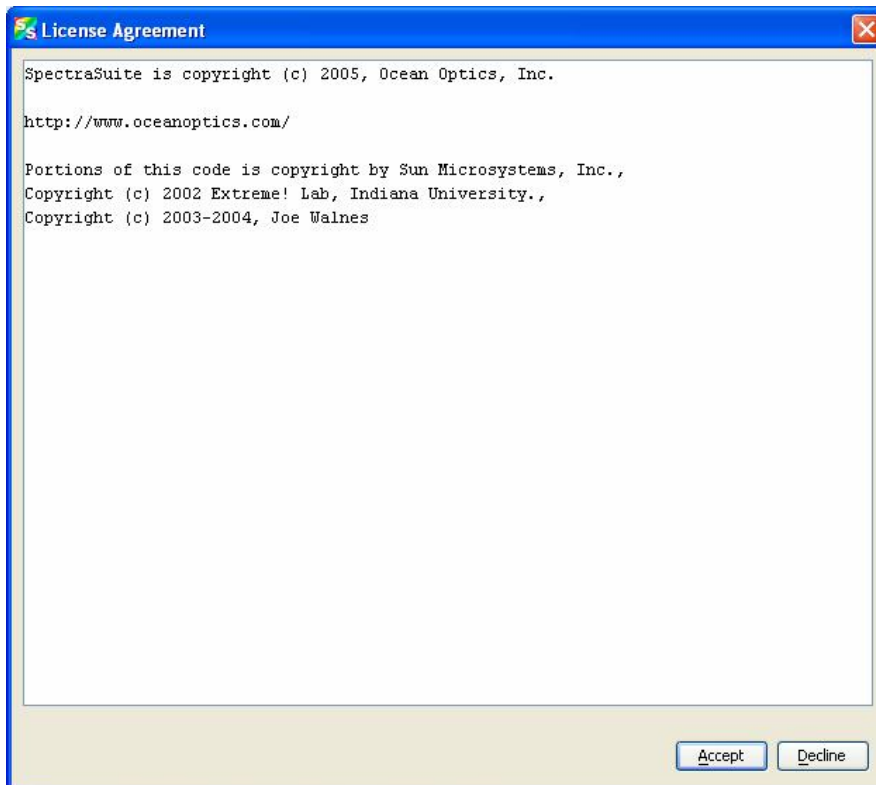 PS License Agreement
SpectraSuite is copyright (c) 2005, Ocean Optics, Inc.
http://www.oceanoptics.com/
Portions of this code is copyright by Sun Microsystems, Inc.,
Copyright (c) 2002 Extreme! Lab, Indiana University.,
Copyright (c) 2003-2004, Joe Walnes
Accept Decline